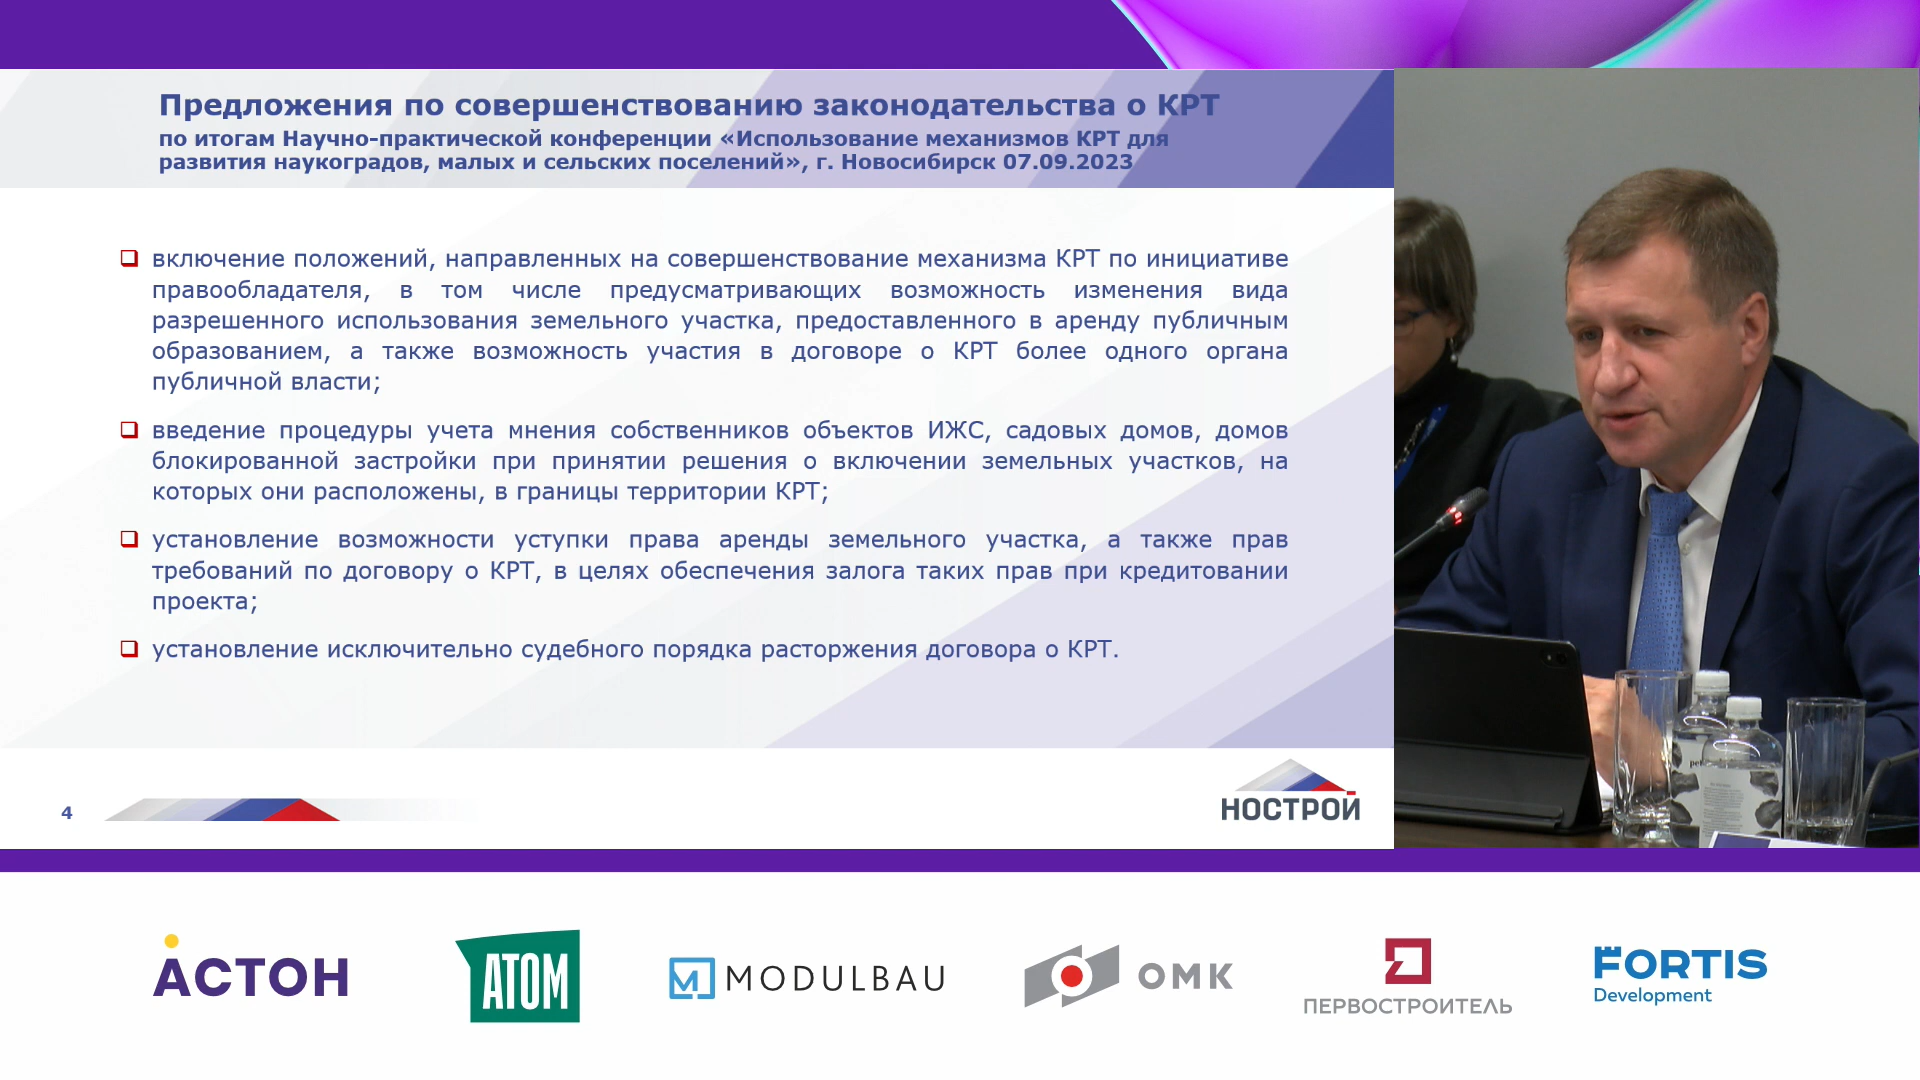 Предложения по совершенствованию законодательства о КРТ
по итогам Научно-практической конференции «Использование механизмов КРТ для
развития наукоградов, малых и сельских поселений», г. Новосибирск 07.09.2023
включение положений, направленных на совершенствование механизма КРТ по инициативе
правообладателя, в том числе предусматривающих возможность изменения вида
разрешенного использования земельного участка, предоставленного в аренду публичным
образованием, а также возможность участия в договоре о КРТ более одного органа
публичной власти;
введение процедуры учета мнения собственников объектов ИЖС, садовых домов, домов
блокированной застройки при принятии решения о включении земельных участков, на
которых они расположены, в границы территории КРТ;
установление возможности уступки права аренды земельного участка, а также прав
требований по договору о КРТ, в целях обеспечения залога таких прав при кредитовании
проекта;
установление исключительно судебного порядка расторжения договора о КРТ.
4
НОСТРОЙ
АСТОН
АТОМ
MODULBAU
ОМК
ПЕРВОСТРОИТЕЛЬ
FORTIS
Development